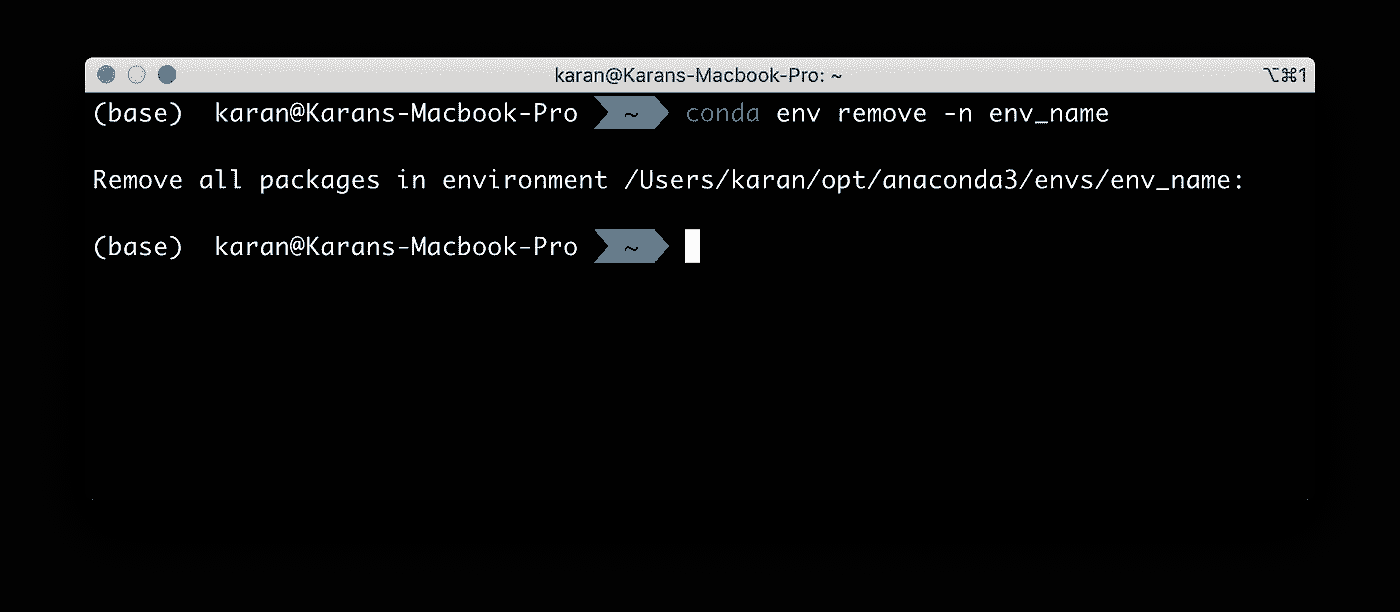 karan@Karans-Macbook-Pro: ~ ⌥⌘1
(base) karan@Karans-Macbook-Pro ~ conda env remove -n env_name
Remove all packages in environment /Users/karan/opt/anaconda3/envs/env_name:
(base) karan@Karans-Macbook-Pro ~